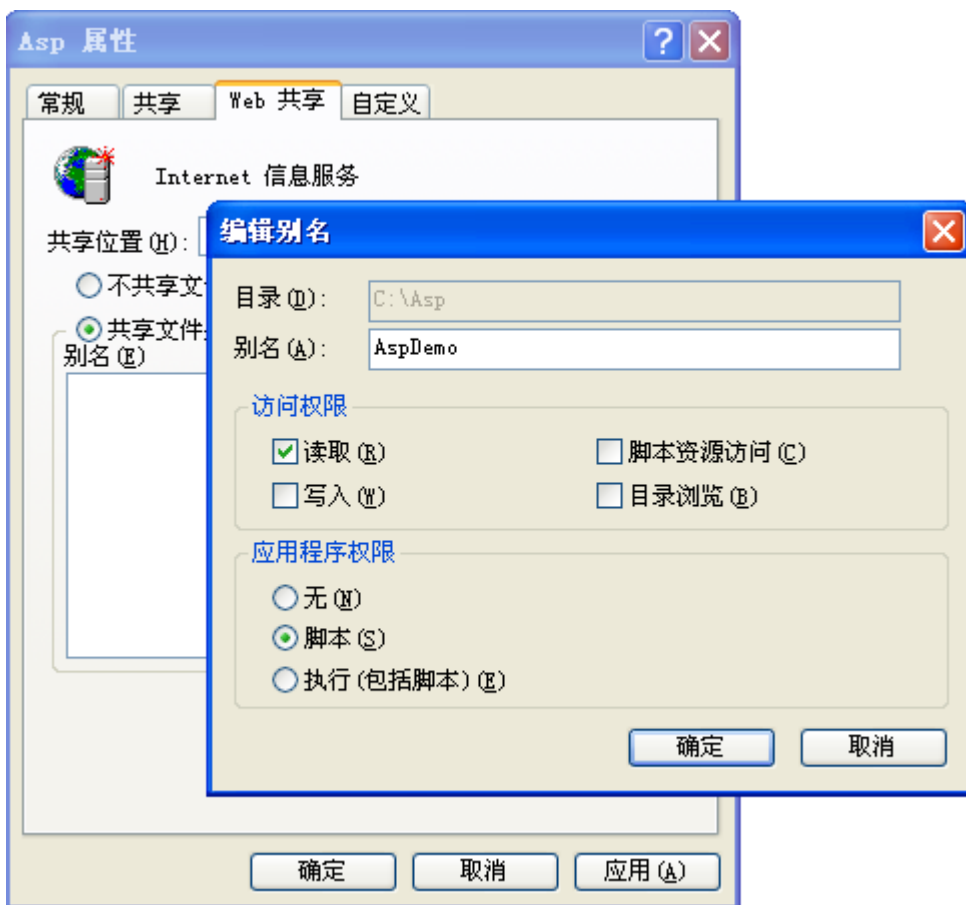 Asp 属性
常规 共享 Web 共享 自定义
Internet 信息服务
共享位置(H):
不共享文
共享文件
别名(E)
编辑别名
目录(D): C:\Asp
别名(A): AspDemo
访问权限
读取(R) 脚本资源访问(C)
写入(W) 目录浏览(B)
应用程序权限
无(N)
脚本(S)
执行(包括脚本)(E)
确定 取消
确定 取消 应用(A)